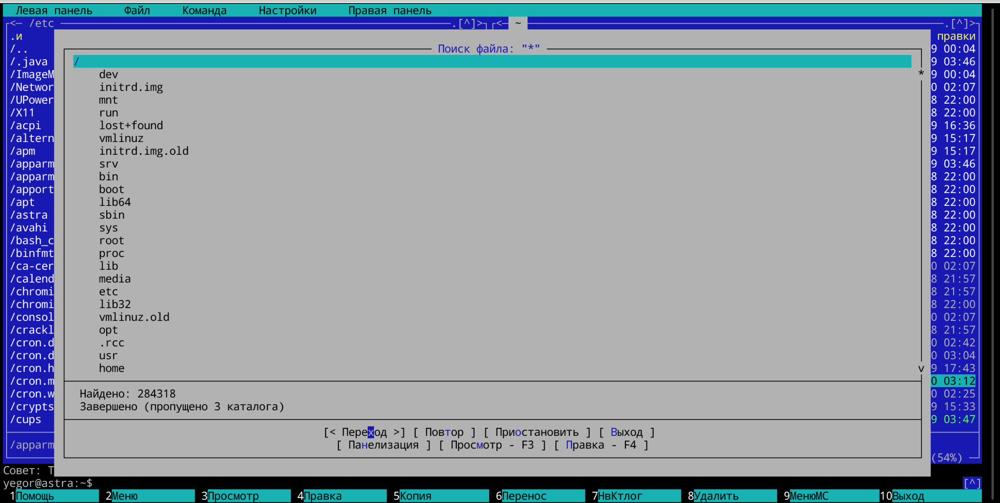 Левая панель Файл Команда Настройки Правая панель
<─ /etc .[^]> <─ ~ .[^]>
.и правки
Поиск файла: "*"
/.. 9 00:04
/.java / 9 03:46
/ImageM dev * 9 00:04
/Networ initrd.img 0 02:07
/UPower mnt 8 22:00
/X11 run 8 22:00
/acpi lost+found 9 16:36
/altern vmlinuz 9 15:17
/apm initrd.img.old 9 15:17
/apparm srv 9 03:46
/apparm bin 8 22:00
/apport boot 8 22:00
/apt lib64 8 22:00
/astra sbin 8 22:00
/avahi sys 8 22:00
/bash_c root 8 22:00
/binfmt proc 8 22:00
/ca-cer lib 0 02:07
/calend media 8 21:57
/chromi etc 8 21:57
/chromi lib32 8 22:00
/consol vmlinuz.old 0 02:07
/crackl opt 8 21:57
/cron.d .rcc 0 02:42
/cron.d usr 0 03:04
/cron.h home v 9 17:43
/cron.m 0 03:12
/cron.w Найдено: 284318 0 02:25
/crypts Завершено (пропущено 3 каталога) 9 15:33
/cups 9 03:47
[< Переход >] [ Повтор ] [ Приостановить ] [ Выход ]
/apparm [ Панелизация ] [ Просмотр - F3 ] [ Правка - F4 ]
(54%)
Совет: T
yegor@astra:~$ [^]
1Помощь 2Меню 3Просмотр 4Правка 5Копия 6Перенос 7НвКтлог 8Удалить 9МенюМС 10Выход